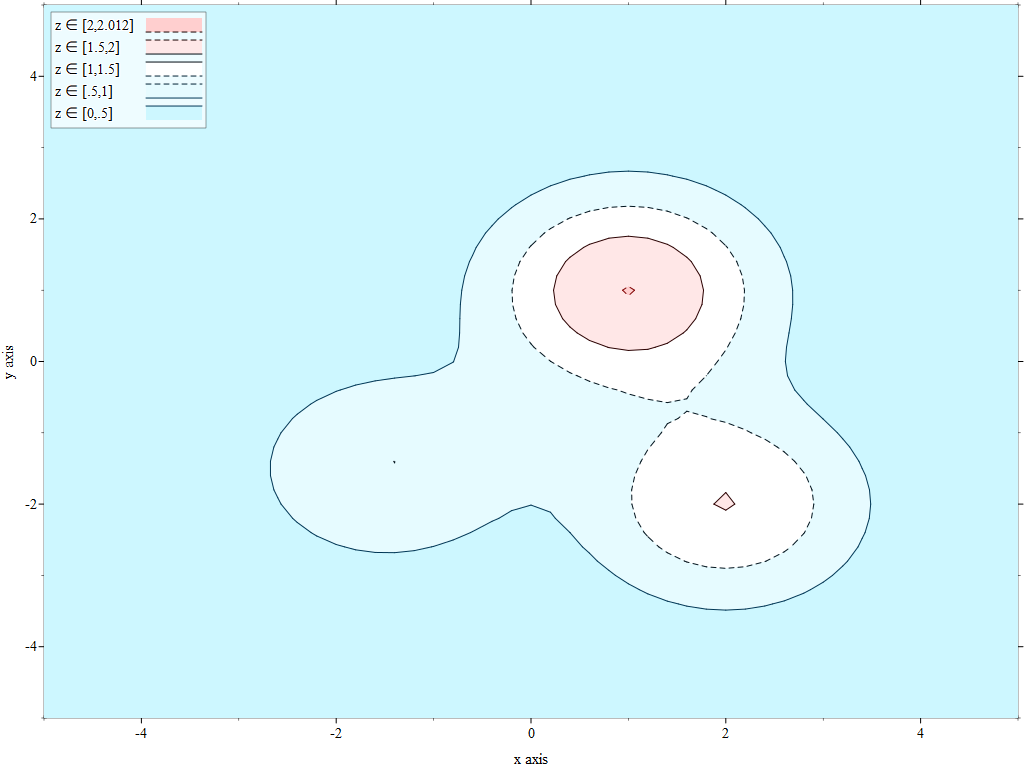 z ∈ [2,2.012]
z ∈ [1.5,2]
z ∈ [1,1.5]
z ∈ [.5,1]
z ∈ [0,.5]
4
2
0
-2
-4
y axis
-4
-2
0
2
4
x axis